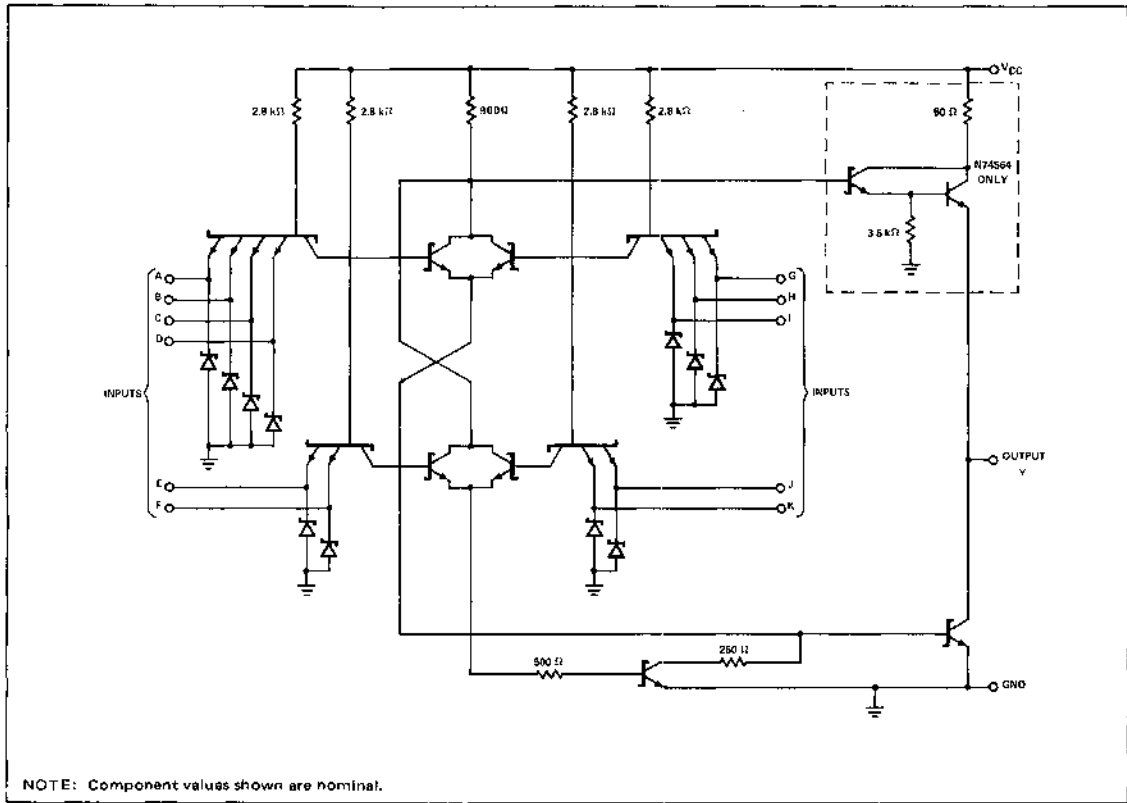 VCC
2.8 kΩ
2.8 kΩ
900Ω
2.8 kΩ
2.8 kΩ
60 Ω
N74S64
ONLY
3.5 kΩ
A
B
C
D
INPUTS
E
F
G
H
I
INPUTS
J
K
OUTPUT
Y
500 Ω
250 Ω
GND
NOTE: Component values shown are nominal.